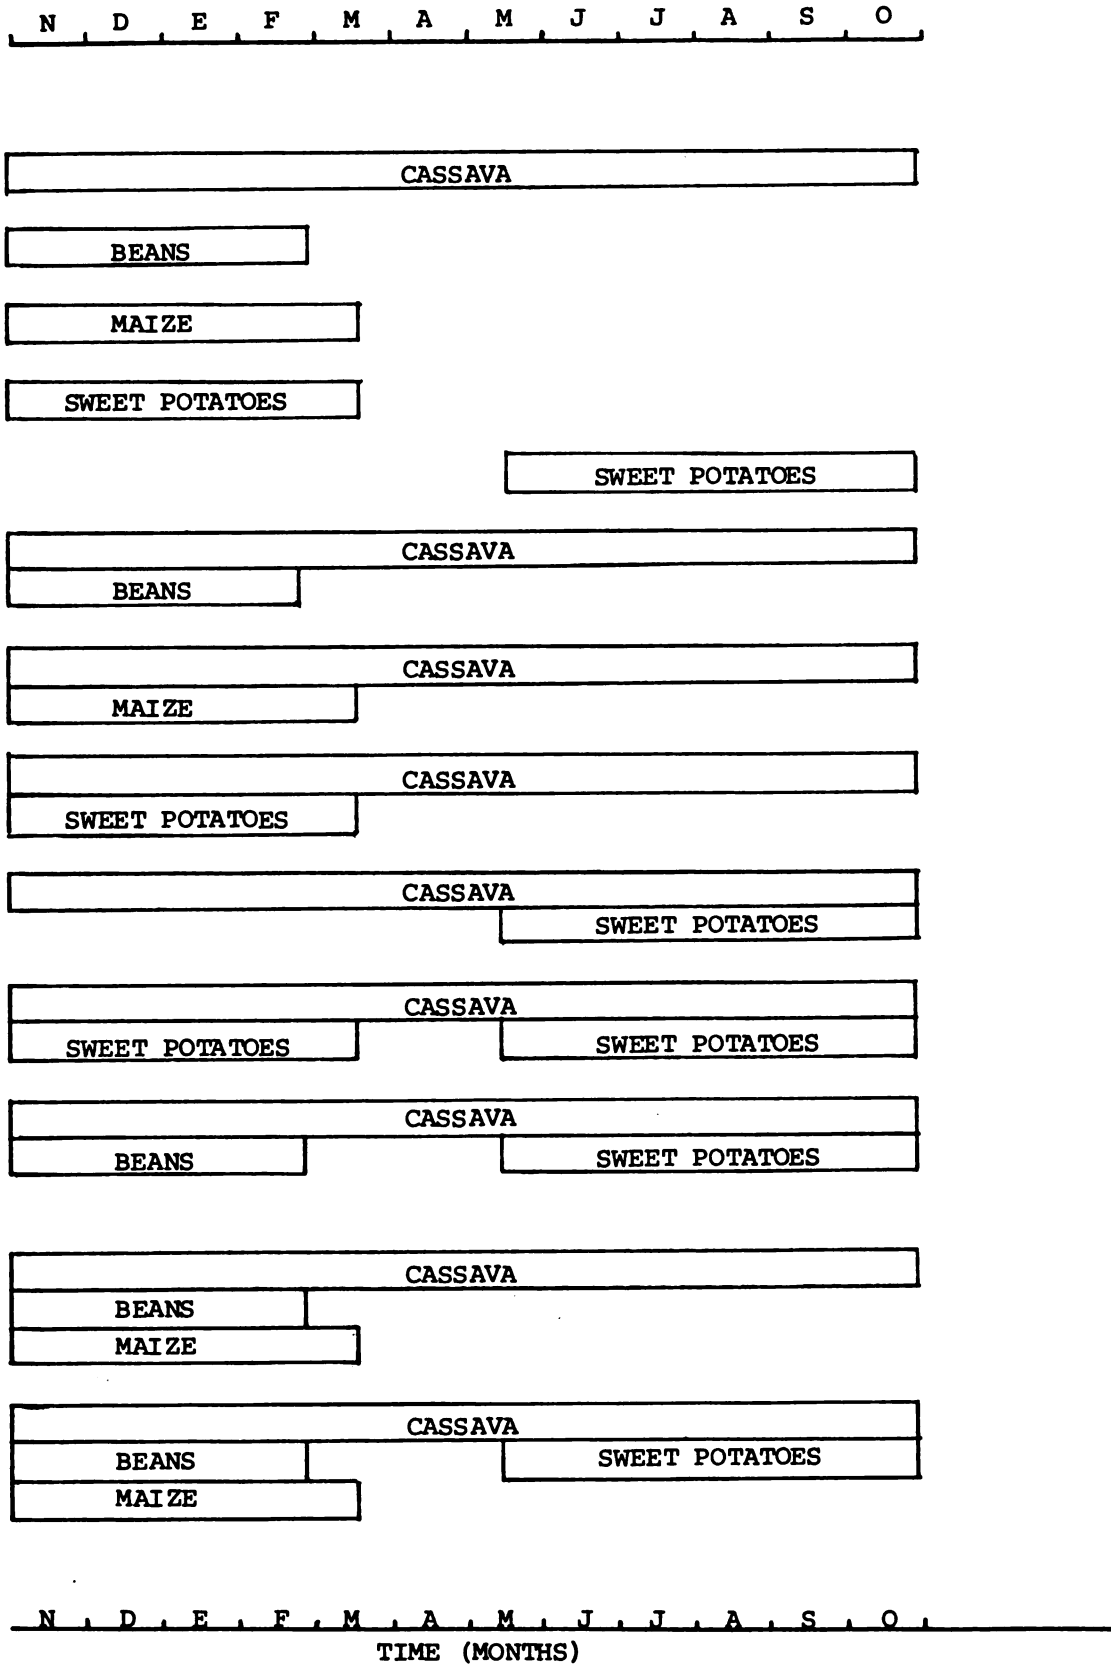 N D E F M A M J J A S O
CASSAVA
BEANS
MAIZE
SWEET POTATOES
SWEET POTATOES
CASSAVA
BEANS
CASSAVA
MAIZE
CASSAVA
SWEET POTATOES
CASSAVA
SWEET POTATOES
CASSAVA
SWEET POTATOES SWEET POTATOES
CASSAVA
BEANS SWEET POTATOES
CASSAVA
BEANS
MAIZE
CASSAVA
BEANS SWEET POTATOES
MAIZE
N D E F M A M J J A S O
TIME (MONTHS)